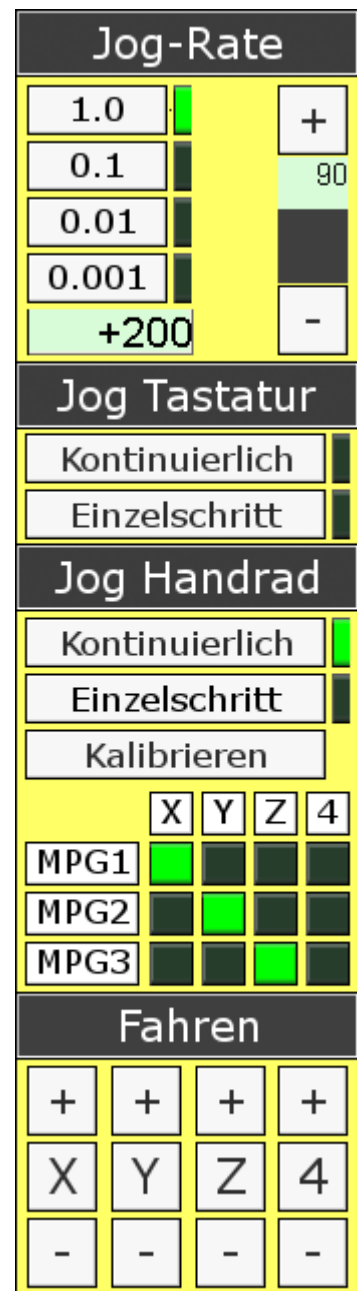 Jog-Rate
1.0 +
0.1 90
0.01
0.001
+200 -
Jog Tastatur
Kontinuierlich
Einzelschritt
Jog Handrad
Kontinuierlich
Einzelschritt
Kalibrieren
X Y Z 4
MPG1
MPG2
MPG3
Fahren
+ + + +
X Y Z 4
- - - -